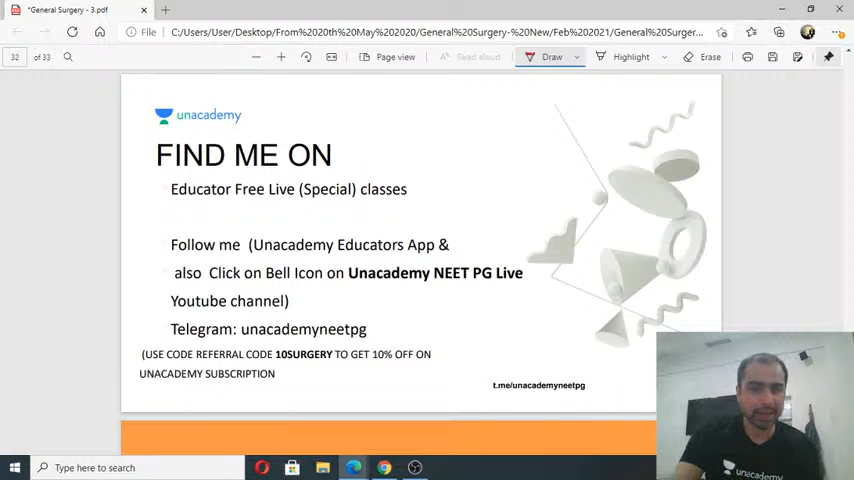 *General Surgery - 3.pdf
File
C:/Users/User/Desktop/From%2020th%20May%202020/General%20Surgery-%20New/Feb%202021/General%20Surg...
32
of 33
Page view
Read aloud
Draw
Highlight
Erase
unacademy
FIND ME ON
Educator Free Live (Special) classes
Follow me (Unacademy Educators App &
also Click on Bell Icon on Unacademy NEET PG Live
Youtube channel)
Telegram: unacademyneetpg
(USE CODE REFERRAL CODE 10SURGERY TO GET 10% OFF ON
UNACADEMY SUBSCRIPTION
t.me/unacademyneetpg
unacademy
Type here to search